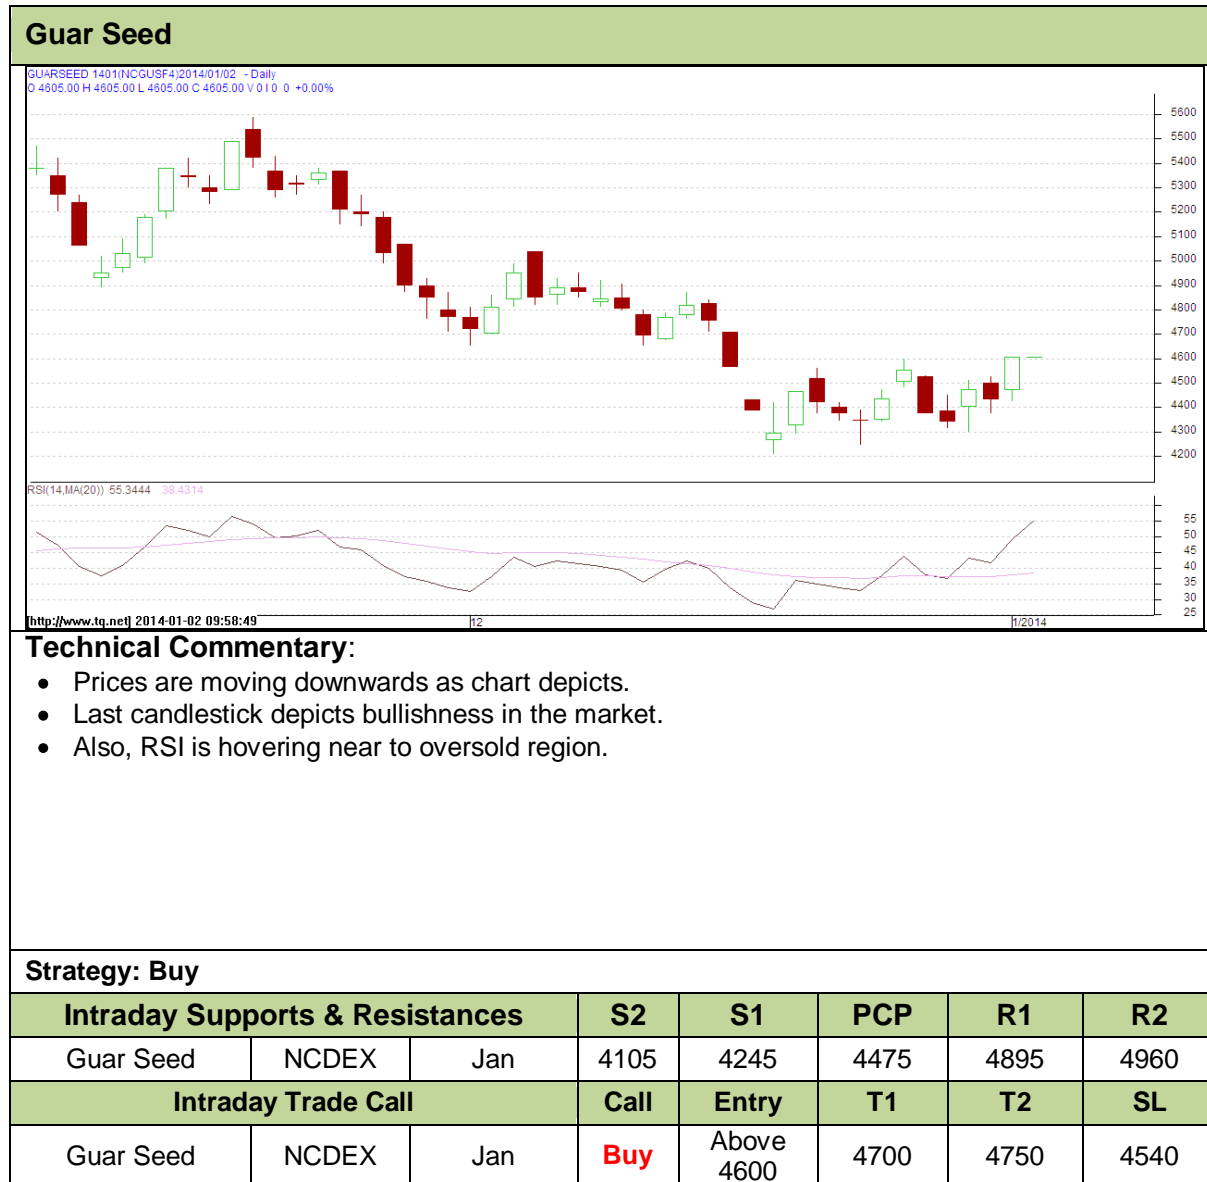 Guar Seed
GUARSEED 1401(NCGUSF4)2014/01/02 - Daily
O 4605.00 H 4605.00 L 4605.00 C 4605.00 V 0 I 0 0 +0.00%
5600
5500
5400
5300
5200
5100
5000
4900
4800
4700
4600
4500
4400
4300
4200
RSI(14,MA(20)) 55.3444 38.4314
55
50
45
40
35
30
25
[http://www.tq.net] 2014-01-02 09:58:49 12 1/2014
Technical Commentary:
• Prices are moving downwards as chart depicts.
• Last candlestick depicts bullishness in the market.
• Also, RSI is hovering near to oversold region.
Strategy: Buy
Intraday Supports & Resistances S2 S1 PCP R1 R2
Guar Seed NCDEX Jan 4105 4245 4475 4895 4960
Intraday Trade Call Call Entry T1 T2 SL
Guar Seed NCDEX Jan Buy Above 4600 4700 4750 4540